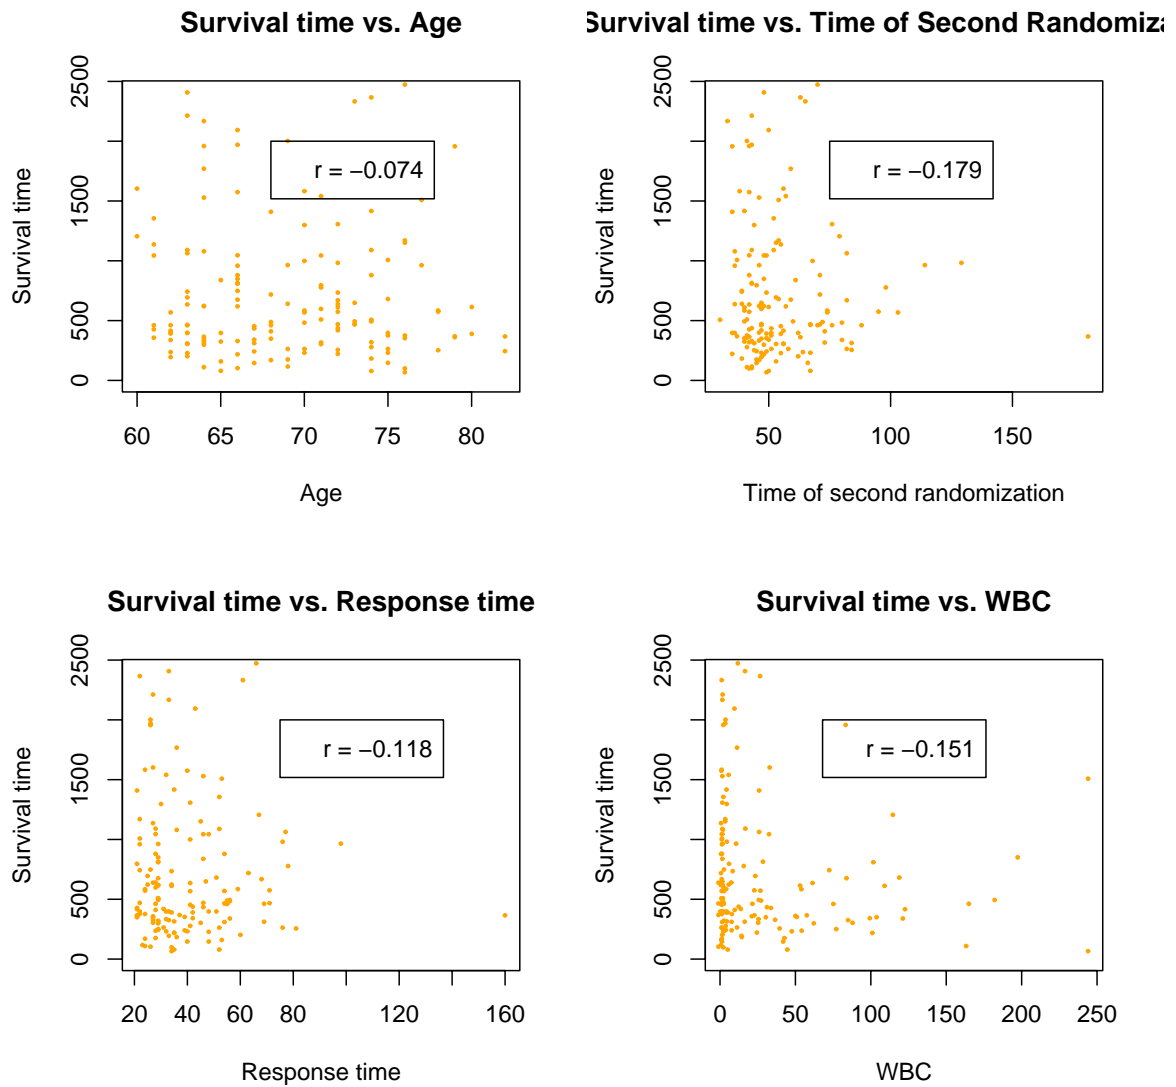 Survival time vs. Age
2500
1500
500
0
Survival time
r = −0.074
60 65 70 75 80
Age
Survival time vs. Time of Second Randomiza
2500
1500
500
0
Survival time
r = −0.179
50 100 150
Time of second randomization
Survival time vs. Response time
2500
1500
500
0
Survival time
r = −0.118
20 40 60 80 120 160
Response time
Survival time vs. WBC
2500
1500
500
0
Survival time
r = −0.151
0 50 100 150 200 250
WBC